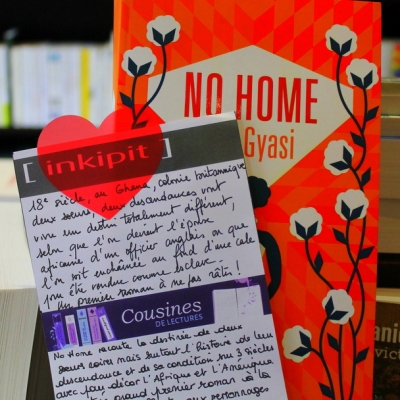 NO HOME
Gyasi
[ inkipit ]
18e siècle, au Ghana, colonie britannique
deux sœurs, deux descendances vont
vivre un destin totalement différent,
selon que l'on devient l'épouse
africaine d'un officier anglais ou que
l'on soit enchaînée au fond d'une cale
pour être vendue comme esclave.
Un premier roman à ne pas râter !
Cousines
DE LECTURES
No Home raconte la destinée de deux
sœurs noires mais surtout l'histoire de leur
descendance et de sa condition sur 3 siècles
avec pour décor l'Afrique et l'Amérique
grand premier roman à la
personnages